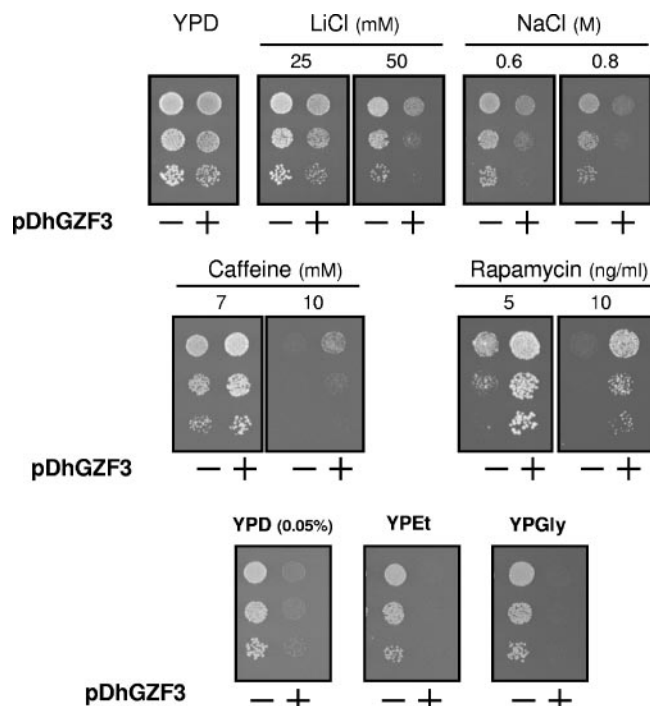 YPD LiCl (mM) NaCl (M)
25 50 0.6 0.8
pDhGZF3 − + − + − + − + − +
Caffeine (mM) Rapamycin (ng/ml)
7 10 5 10
pDhGZF3 − + − + − + − +
YPD (0.05%) YPEt YPGly
pDhGZF3 − + − + − +